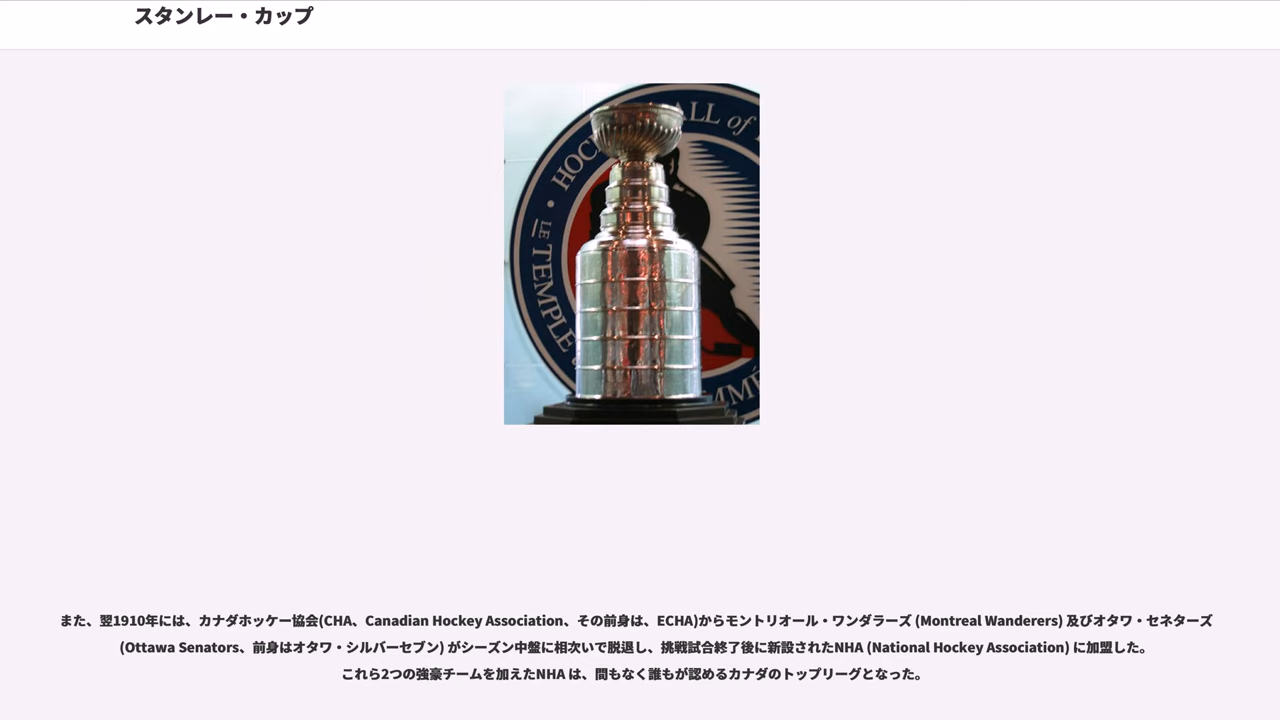 スタンレー・カップ
HOC ALL of
LE TEMPLE
MMÉ
また、翌1910年には、カナダホッケー協会(CHA、Canadian Hockey Association、その前身は、ECHA)からモントリオール・ワンダラーズ (Montreal Wanderers) 及びオタワ・セネターズ
(Ottawa Senators、前身はオタワ・シルバーセブン) がシーズン中盤に相次いで脱退し、挑戦試合終了後に新設されたNHA (National Hockey Association) に加盟した。
これら2つの強豪チームを加えたNHA は、間もなく誰もが認めるカナダのトップリーグとなった。